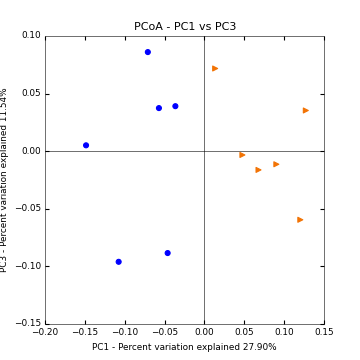 PCoA - PC1 vs PC3
0.10
0.05
0.00
−0.05
−0.10
−0.15
PC3 - Percent variation explained 11.54%
−0.20 −0.15 −0.10 −0.05 0.00 0.05 0.10 0.15
PC1 - Percent variation explained 27.90%